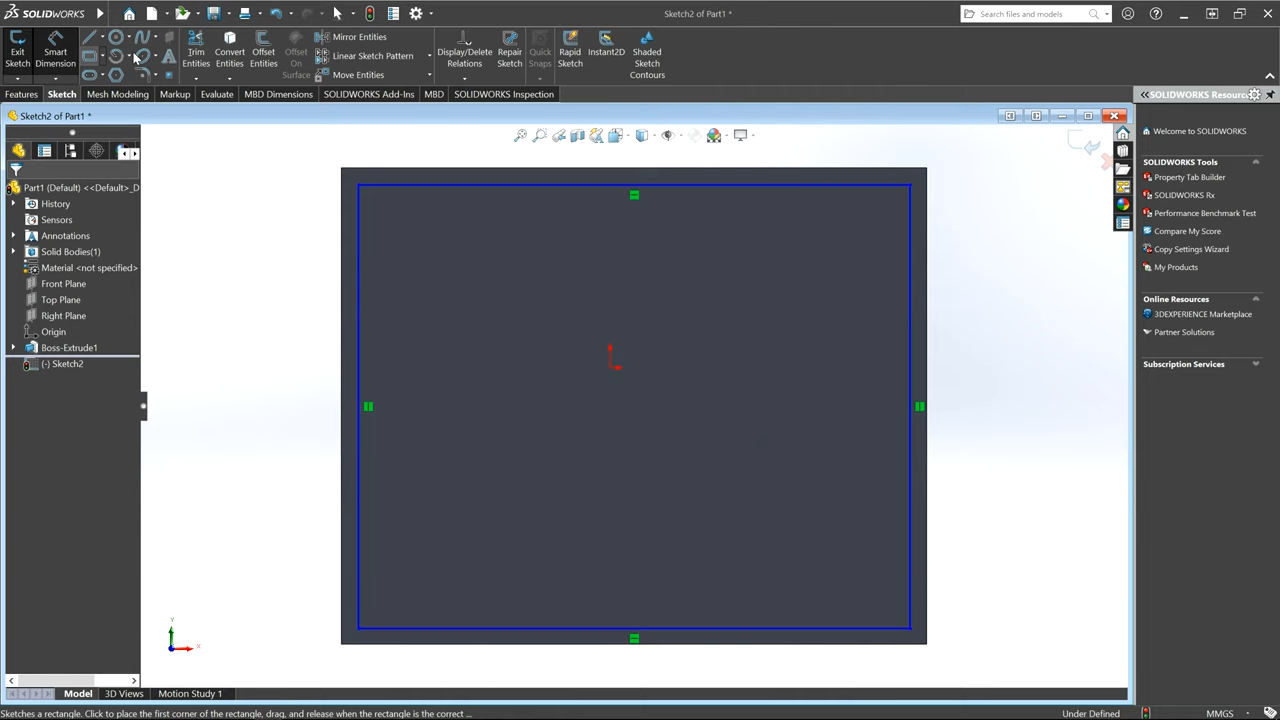 SOLIDWORKS
Sketch2 of Part1 *
Search files and models
Exit Sketch
Smart Dimension
Trim Entities
Convert Entities
Offset Entities
Offset On Surface
Mirror Entities
Linear Sketch Pattern
Move Entities
Display/Delete Relations
Repair Sketch
Quick Snaps
Rapid Sketch
Instant2D
Shaded Sketch Contours
Features
Sketch
Mesh Modeling
Markup
Evaluate
MBD Dimensions
SOLIDWORKS Add-Ins
MBD
SOLIDWORKS Inspection
SOLIDWORKS Resourc
Sketch2 of Part1 *
Part1 (Default) <<Default>_D
History
Sensors
Annotations
Solid Bodies(1)
Material <not specified>
Front Plane
Top Plane
Right Plane
Origin
Boss-Extrude1
(-) Sketch2
Y
X
Welcome to SOLIDWORKS
SOLIDWORKS Tools
Property Tab Builder
SOLIDWORKS Rx
Performance Benchmark Test
Compare My Score
Copy Settings Wizard
My Products
Online Resources
3DEXPERIENCE Marketplace
Partner Solutions
Subscription Services
Model
3D Views
Motion Study 1
Sketches a rectangle. Click to place the first corner of the rectangle, drag, and release when the rectangle is the correct ...
Under Defined
MMGS